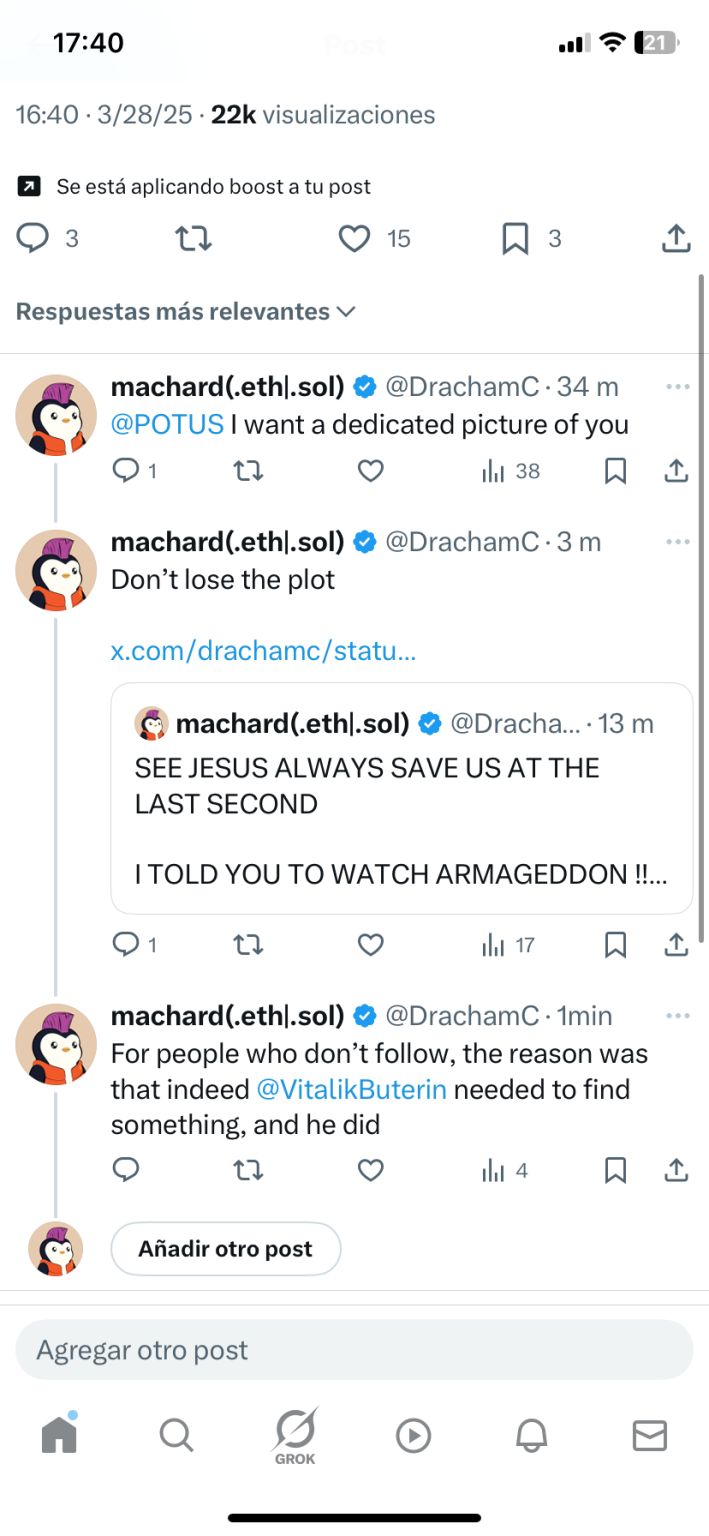 17:40
Post
21
16:40 · 3/28/25 · 22k visualizaciones
Se está aplicando boost a tu post
3
15
3
Respuestas más relevantes
machard(.eth|.sol) @DrachamC · 34 m
@POTUS I want a dedicated picture of you
1
38
machard(.eth|.sol) @DrachamC · 3 m
Don’t lose the plot
x.com/drachamc/statu...
machard(.eth|.sol) @Dracha... · 13 m
SEE JESUS ALWAYS SAVE US AT THE
LAST SECOND
I TOLD YOU TO WATCH ARMAGEDDON !!...
1
17
machard(.eth|.sol) @DrachamC · 1min
For people who don’t follow, the reason was
that indeed @VitalikButerin needed to find
something, and he did
4
Añadir otro post
Agregar otro post
GROK